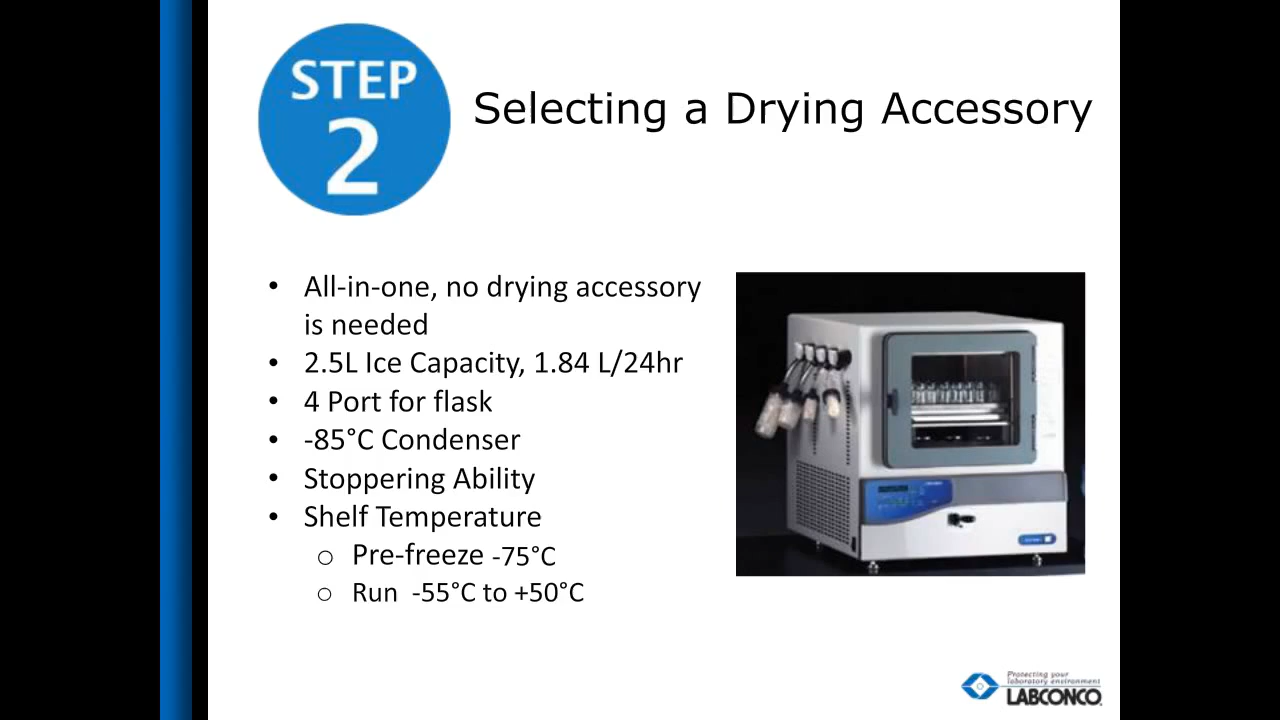 STEP
2
Selecting a Drying Accessory
• All-in-one, no drying accessory
is needed
• 2.5L Ice Capacity, 1.84 L/24hr
• 4 Port for flask
• -85°C Condenser
• Stoppering Ability
• Shelf Temperature
o Pre-freeze -75°C
o Run -55°C to +50°C
Protecting your
laboratory environment
LABCONCO